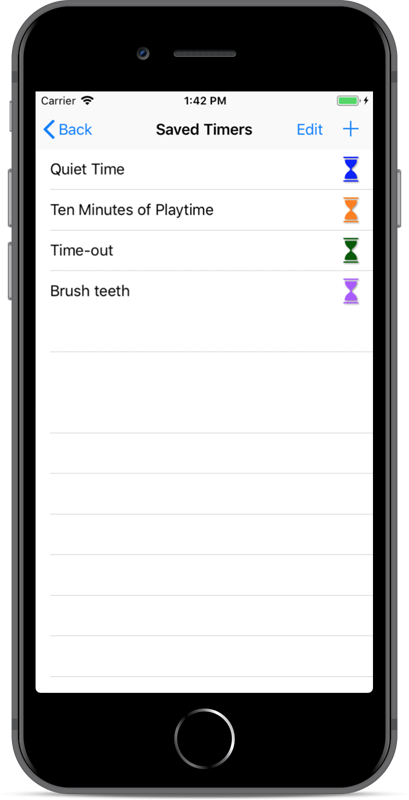 Carrier 1:42 PM
Back Saved Timers Edit +
Quiet Time
Ten Minutes of Playtime
Time-out
Brush teeth